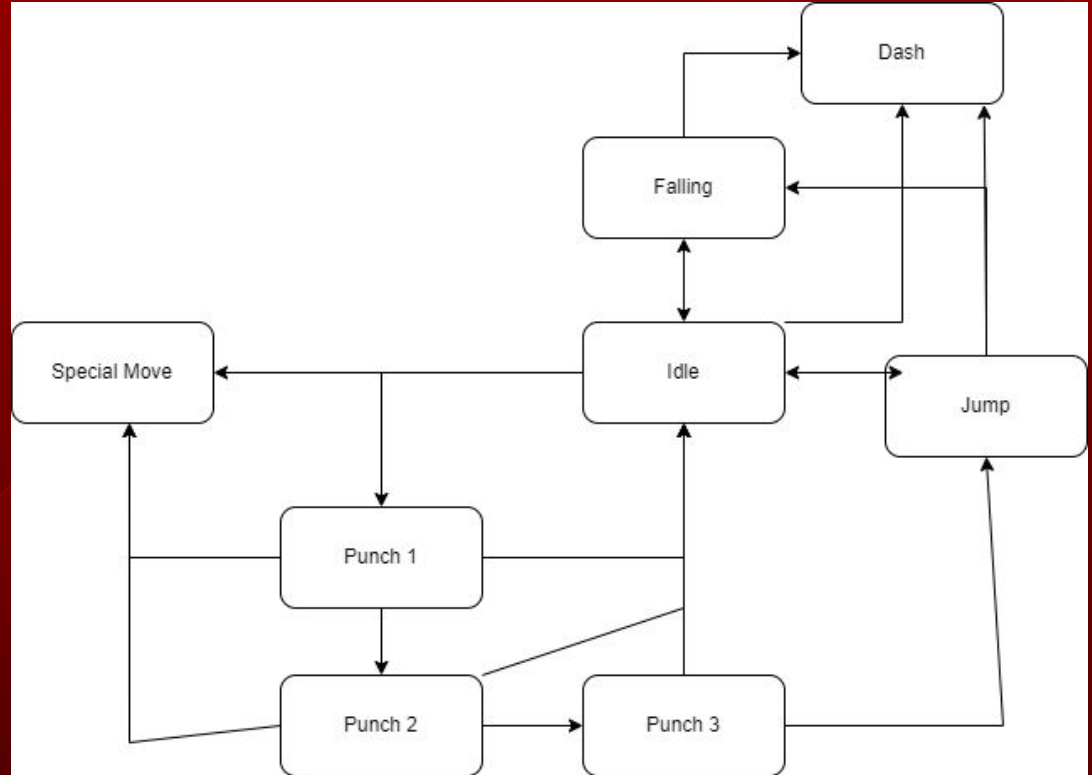 Dash
Falling
Special Move
Idle
Jump
Punch 1
Punch 2
Punch 3